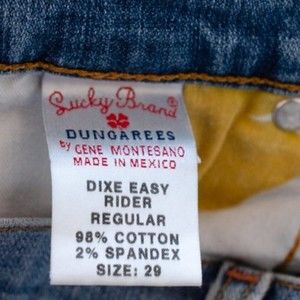 Lucky Brand®
DUNGAREES
by GENE MONTESANO
MADE IN MEXICO
DIXE EASY
RIDER
REGULAR
98% COTTON
2% SPANDEX
SIZE: 29